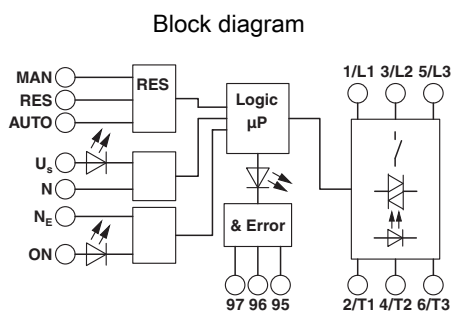 Block diagram
1/L1 3/L2 5/L3
MAN
RES
AUTO
RES
Logic
µP
Us
N
NE
ON
& Error
97 96 95
2/T1 4/T2 6/T3